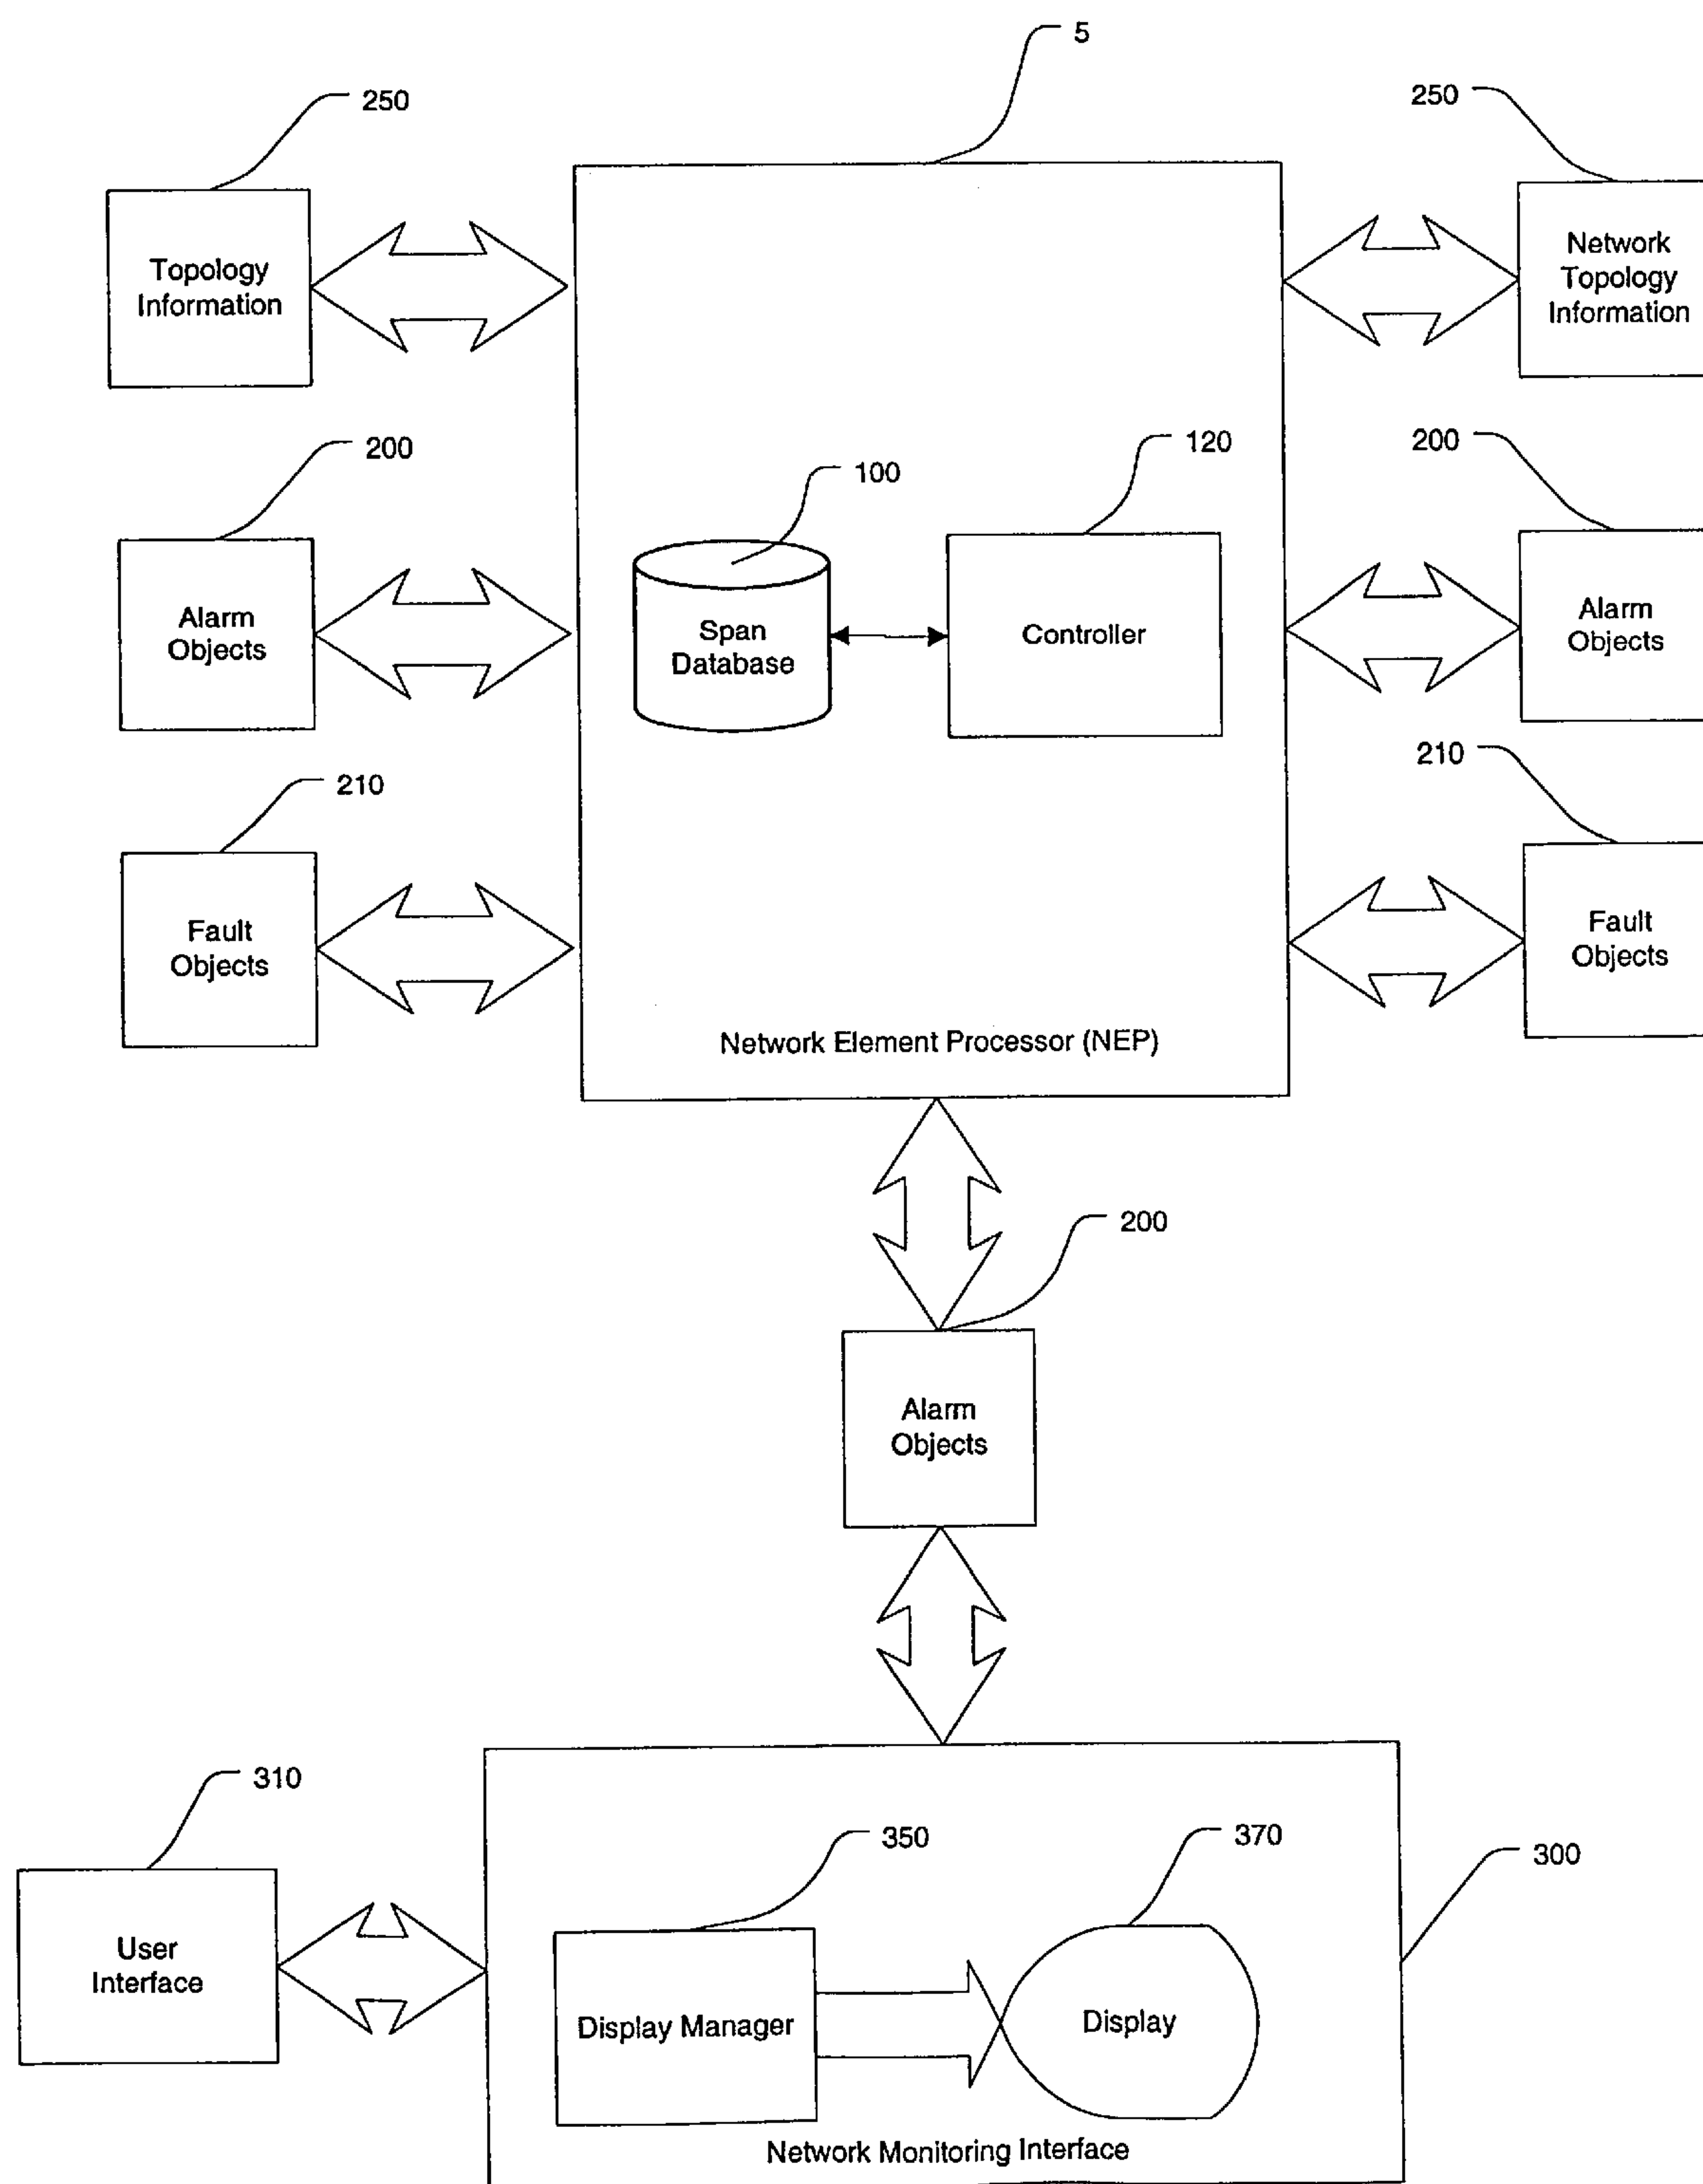 5
250
250
Topology
Information
Network
Topology
Information
200
200
100
120
Alarm
Objects
Span
Database
Controller
Alarm
Objects
210
210
Fault
Objects
Fault
Objects
Network Element Processor (NEP)
200
Alarm
Objects
310
350
370
300
User
Interface
Display Manager
Display
Network Monitoring Interface